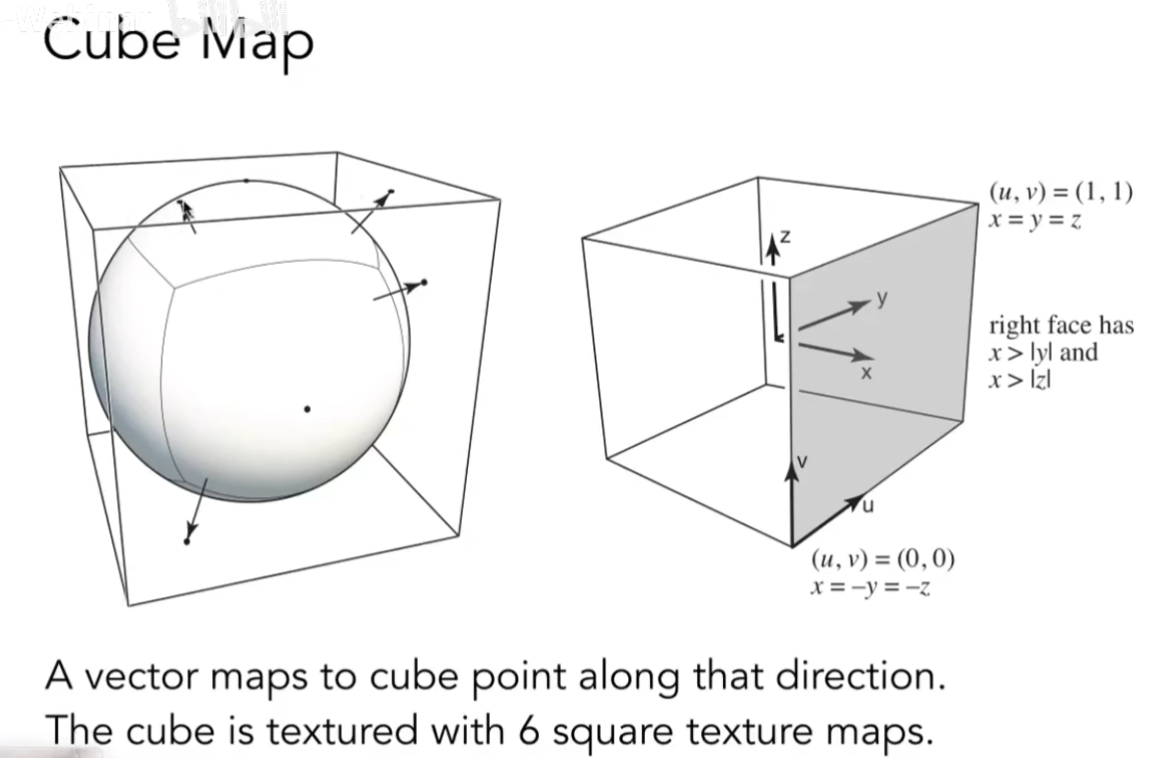 Cube Map
z
y
x
v
u
(u, v) = (1, 1)
x = y = z
right face has
x > |y| and
x > |z|
(u, v) = (0, 0)
x = −y = −z
A vector maps to cube point along that direction.
The cube is textured with 6 square texture maps.